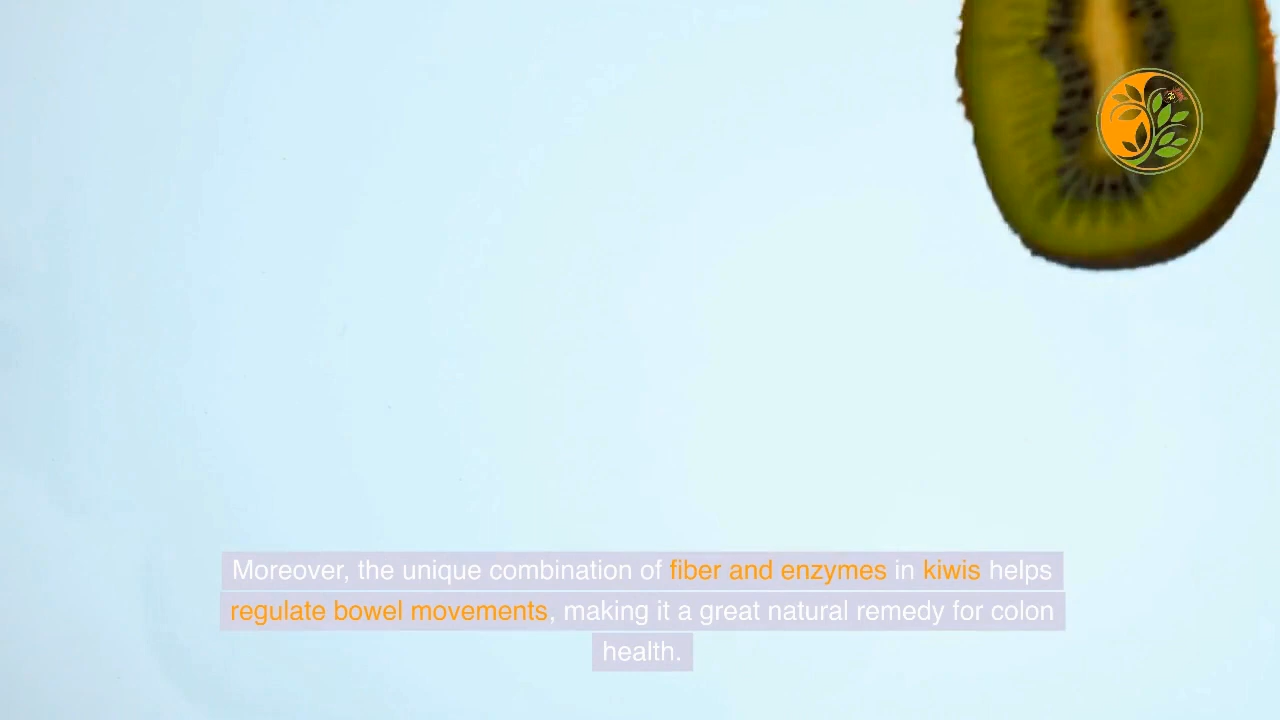 Moreover, the unique combination of fiber and enzymes in kiwis helps
regulate bowel movements, making it a great natural remedy for colon
health.